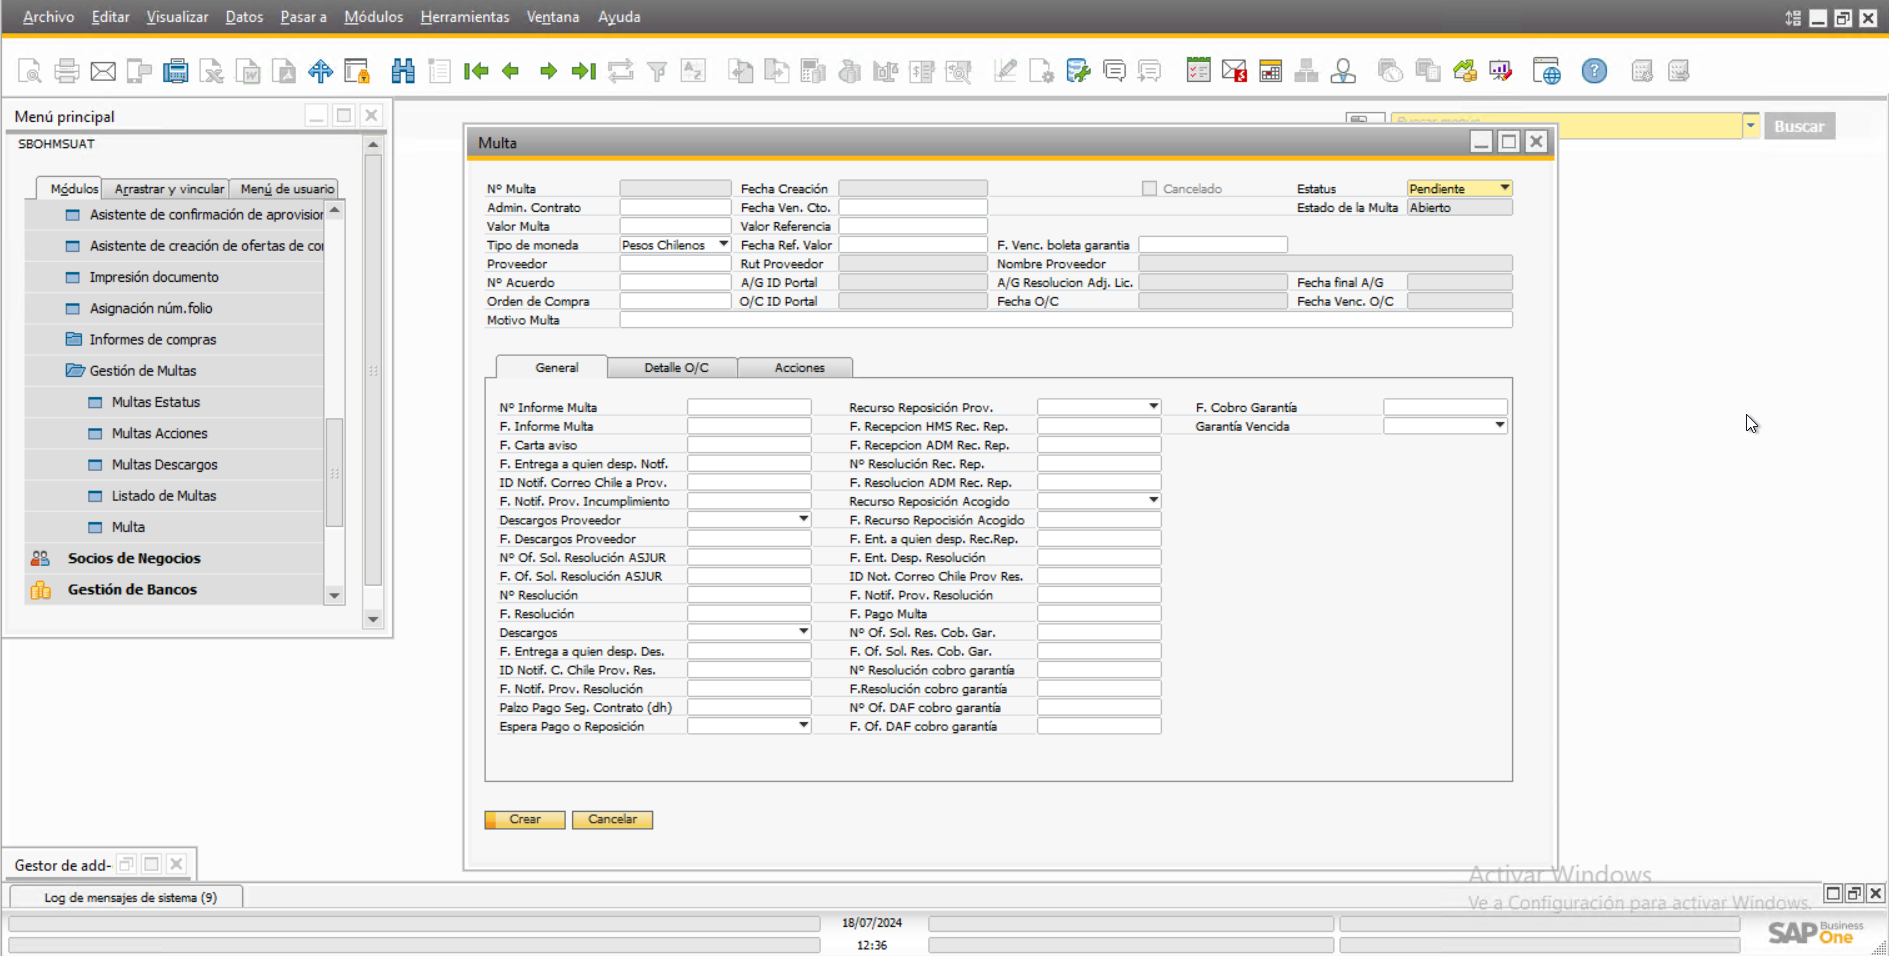 Archivo Editar Visualizar Datos Pasar a Módulos Herramientas Ventana Ayuda
Menú principal
SBOHMSUAT
Módulos Arrastrar y vincular Menú de usuario
Asistente de confirmación de aprovision
Asistente de creación de ofertas de co
Impresión documento
Asignación núm.folio
Informes de compras
Gestión de Multas
Multas Estatus
Multas Acciones
Multas Descargos
Listado de Multas
Multa
Socios de Negocios
Gestión de Bancos
Buscar
Multa
Nº Multa Fecha Creación Cancelado Estatus Pendiente
Admin. Contrato Fecha Ven. Cto. Estado de la Multa Abierto
Valor Multa Valor Referencia
Tipo de moneda Pesos Chilenos Fecha Ref. Valor F. Venc. boleta garantia
Proveedor Rut Proveedor Nombre Proveedor
Nº Acuerdo A/G ID Portal A/G Resolucion Adj. Lic. Fecha final A/G
Orden de Compra O/C ID Portal Fecha O/C Fecha Venc. O/C
Motivo Multa
General Detalle O/C Acciones
Nº Informe Multa Recurso Reposición Prov. F. Cobro Garantía
F. Informe Multa F. Recepcion HMS Rec. Rep. Garantía Vencida
F. Carta aviso F. Recepcion ADM Rec. Rep.
F. Entrega a quien desp. Notf. Nº Resolución Rec. Rep.
ID Notif. Correo Chile a Prov. F. Resolucion ADM Rec. Rep.
F. Notif. Prov. Incumplimiento Recurso Reposición Acogido
Descargos Proveedor F. Recurso Repocisión Acogido
F. Descargos Proveedor F. Ent. a quien desp. Rec.Rep.
Nº Of. Sol. Resolución ASJUR F. Ent. Desp. Resolución
F. Of. Sol. Resolución ASJUR ID Not. Correo Chile Prov Res.
Nº Resolución F. Notif. Prov. Resolución
F. Resolución F. Pago Multa
Descargos Nº Of. Sol. Res. Cob. Gar.
F. Entrega a quien desp. Des. F. Of. Sol. Res. Cob. Gar.
ID Notif. C. Chile Prov. Res. Nº Resolución cobro garantía
F. Notif. Prov. Resolución F.Resolución cobro garantía
Palzo Pago Seg. Contrato (dh) Nº Of. DAF cobro garantía
Espera Pago o Reposición F. Of. DAF cobro garantía
Crear Cancelar
Gestor de add-
Activar Windows
Ve a Configuración para activar Windows.
Log de mensajes de sistema (9)
18/07/2024
12:36
SAP Business One